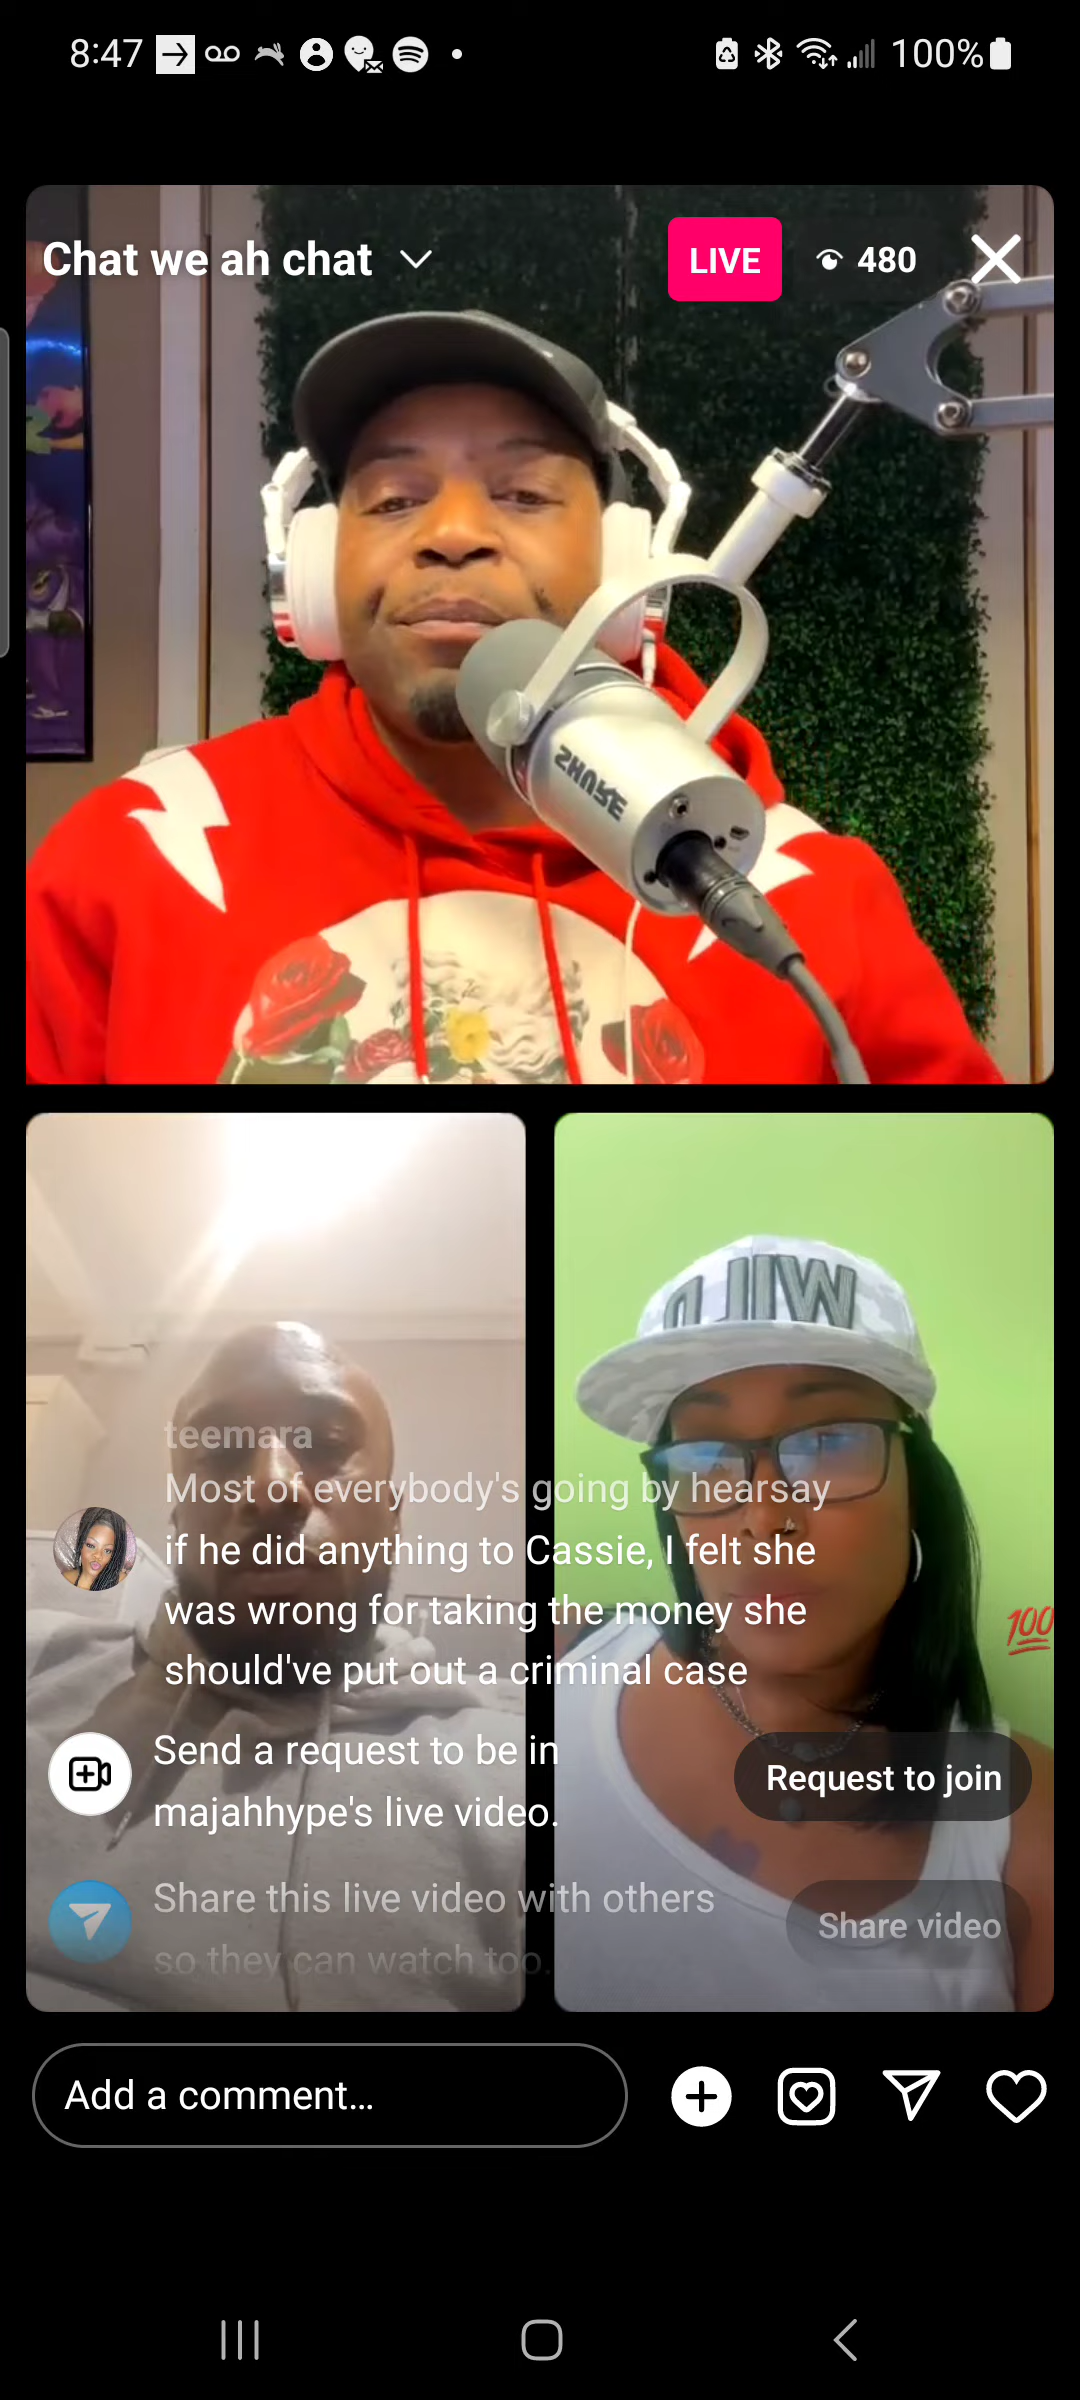 8:47
100%
Chat we ah chat
LIVE
480
SHURE
WILD
teemara
Most of everybody's going by hearsay
if he did anything to Cassie, I felt she
was wrong for taking the money she
should've put out a criminal case
100
Send a request to be in
majahhype's live video.
Request to join
Share this live video with others
so they can watch too.
Share video
Add a comment...